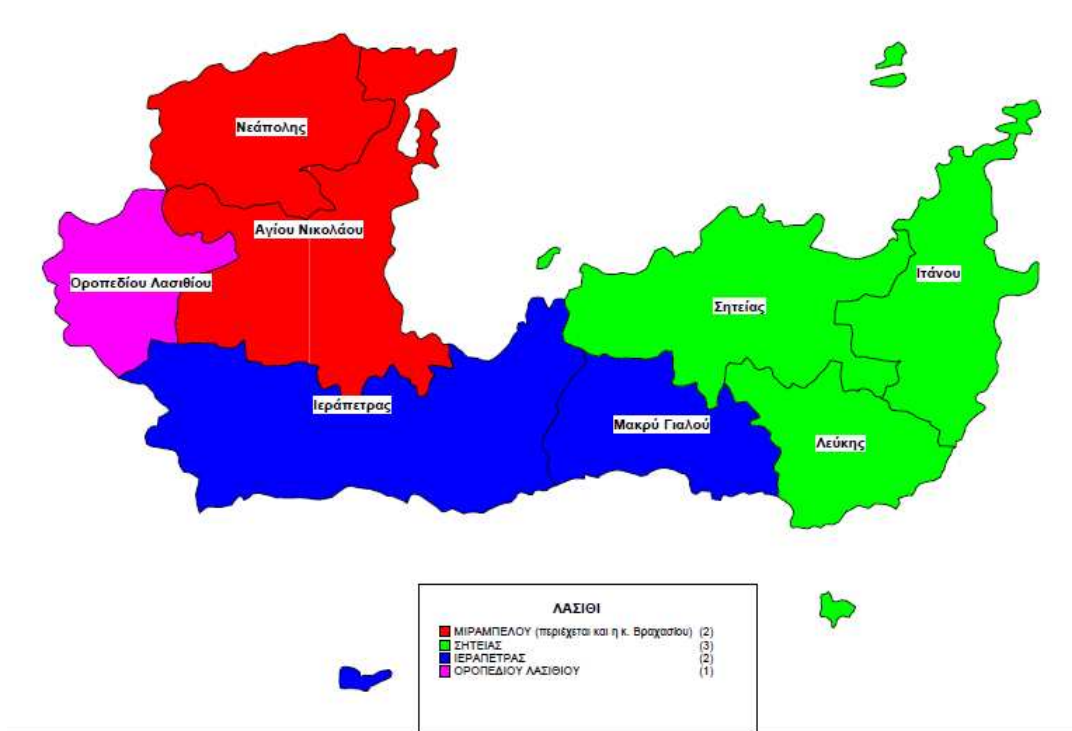 Νεάπολης
Αγίου Νικολάου
Οροπεδίου Λασιθίου
Ιτάνου
Σητείας
Ιεράπετρας
Μακρύ Γιαλού
Λεύκης
ΛΑΣΙΘΙ
ΜΙΡΑΜΠΕΛΟΥ (περιέχεται και η κ. Βραχασίου) (2)
ΣΗΤΕΙΑΣ (3)
ΙΕΡΑΠΕΤΡΑΣ (2)
ΟΡΟΠΕΔΙΟΥ ΛΑΣΙΘΙΟΥ (1)